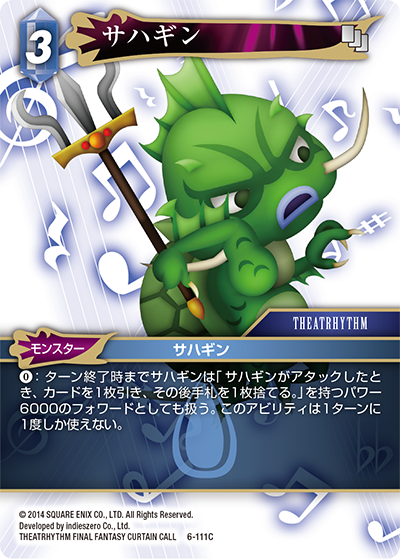 3
サハギン
THEATRHYTHM
モンスター
サハギン
0：ターン終了時までサハギンは「サハギンがアタックしたと
き、カードを1枚引き、その後手札を1枚捨てる。」を持つパワー
6000のフォワードとしても扱う。このアビリティは1ターンに
1度しか使えない。
© 2014 SQUARE ENIX CO., LTD. All Rights Reserved.
Developed by indieszero Co., Ltd.
THEATRHYTHM FINAL FANTASY CURTAIN CALL 6-111C